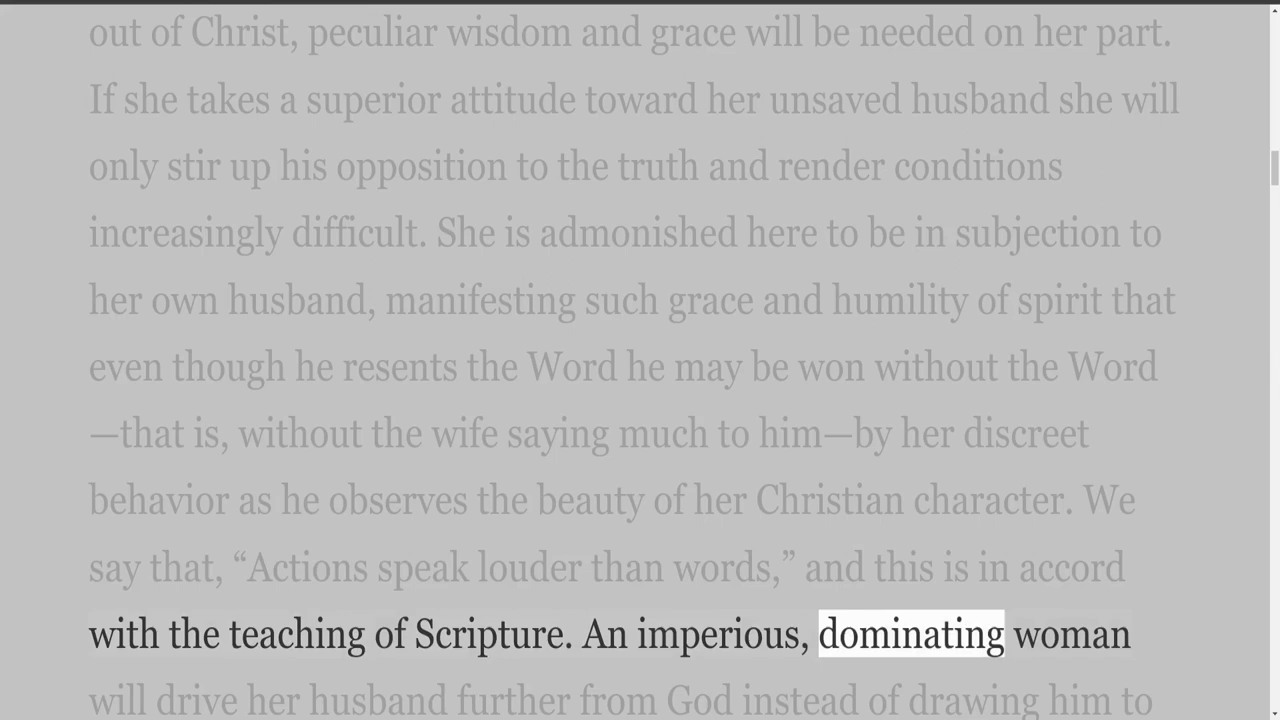 out of Christ, peculiar wisdom and grace will be needed on her part.
If she takes a superior attitude toward her unsaved husband she will
only stir up his opposition to the truth and render conditions
increasingly difficult. She is admonished here to be in subjection to
her own husband, manifesting such grace and humility of spirit that
even though he resents the Word he may be won without the Word
—that is, without the wife saying much to him—by her discreet
behavior as he observes the beauty of her Christian character. We
say that, “Actions speak louder than words,” and this is in accord
with the teaching of Scripture. An imperious, dominating woman
will drive her husband further from God instead of drawing him to